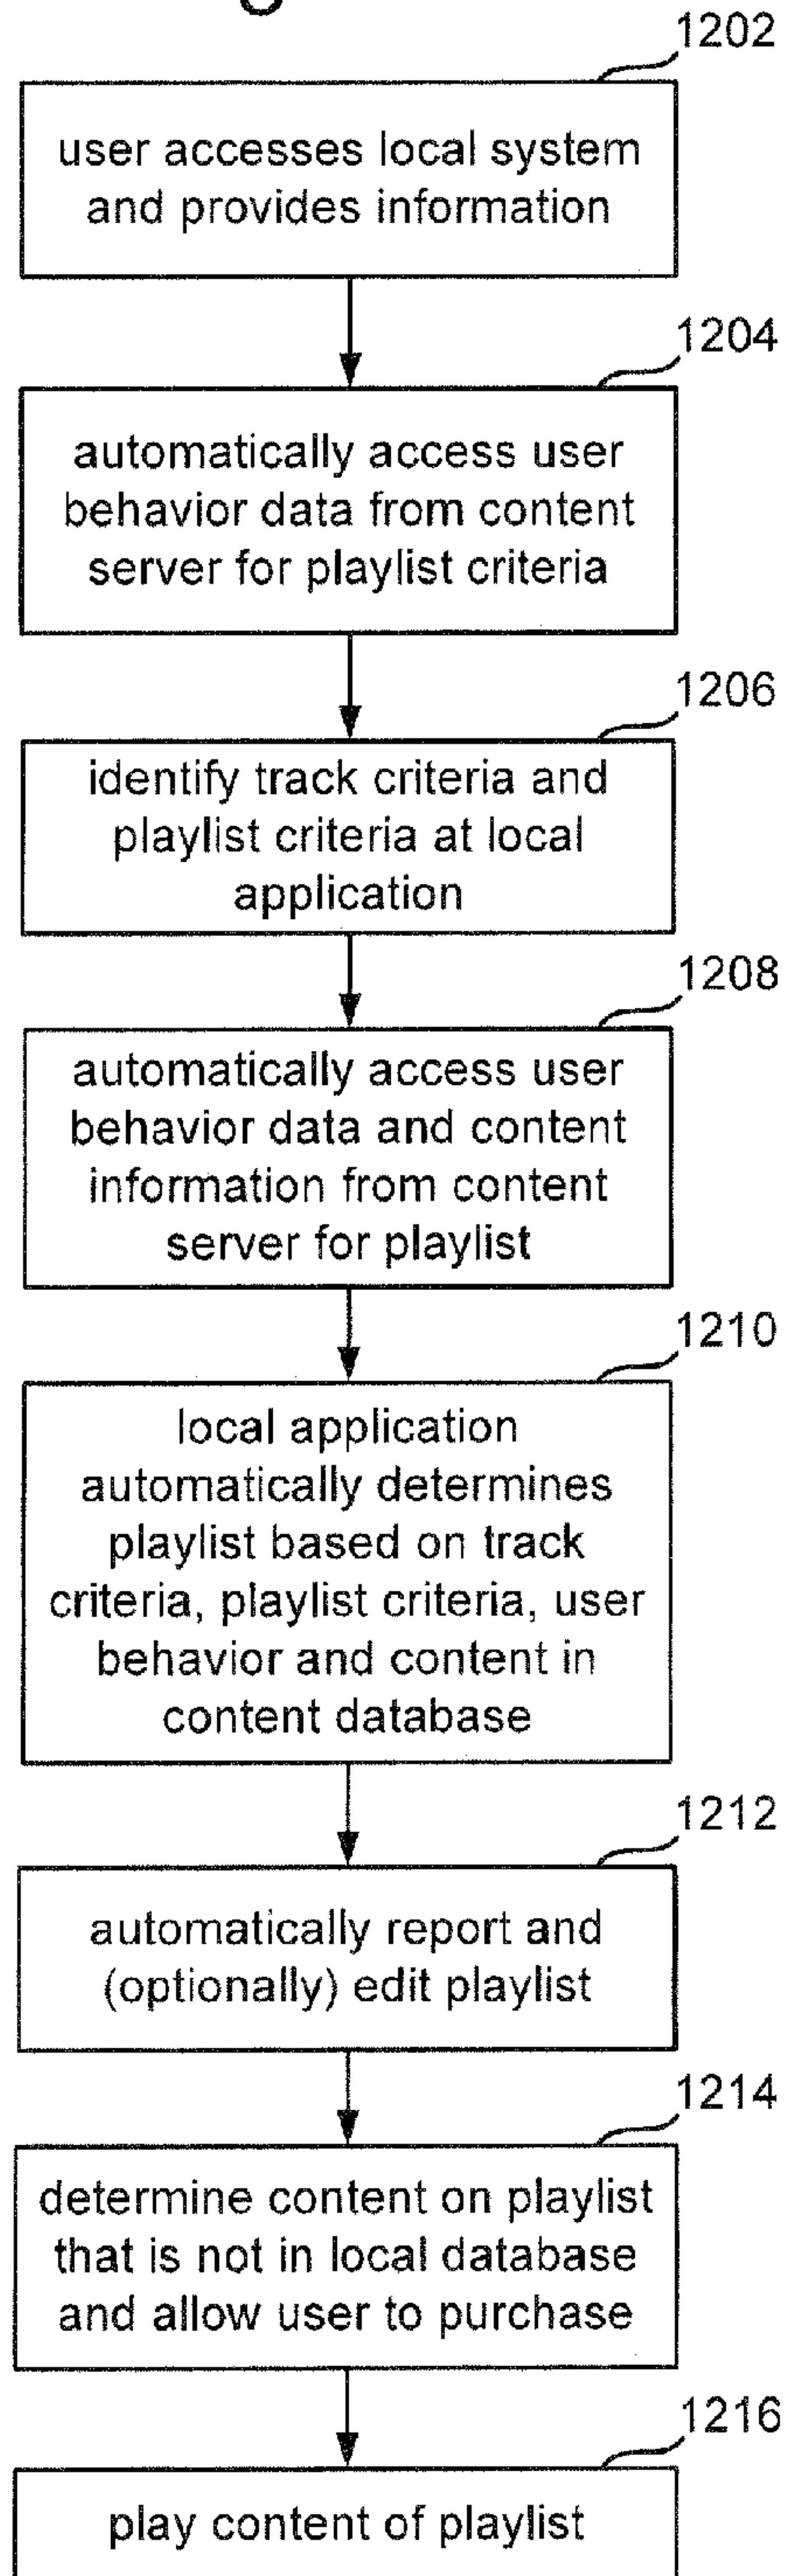 1202
user accesses local system
and provides information
1204
automatically access user
behavior data from content
server for playlist criteria
1206
identify track criteria and
playlist criteria at local
application
1208
automatically access user
behavior data and content
information from content
server for playlist
1210
local application
automatically determines
playlist based on track
criteria, playlist criteria, user
behavior and content in
content database
1212
automatically report and
(optionally) edit playlist
1214
determine content on playlist
that is not in local database
and allow user to purchase
1216
play content of playlist